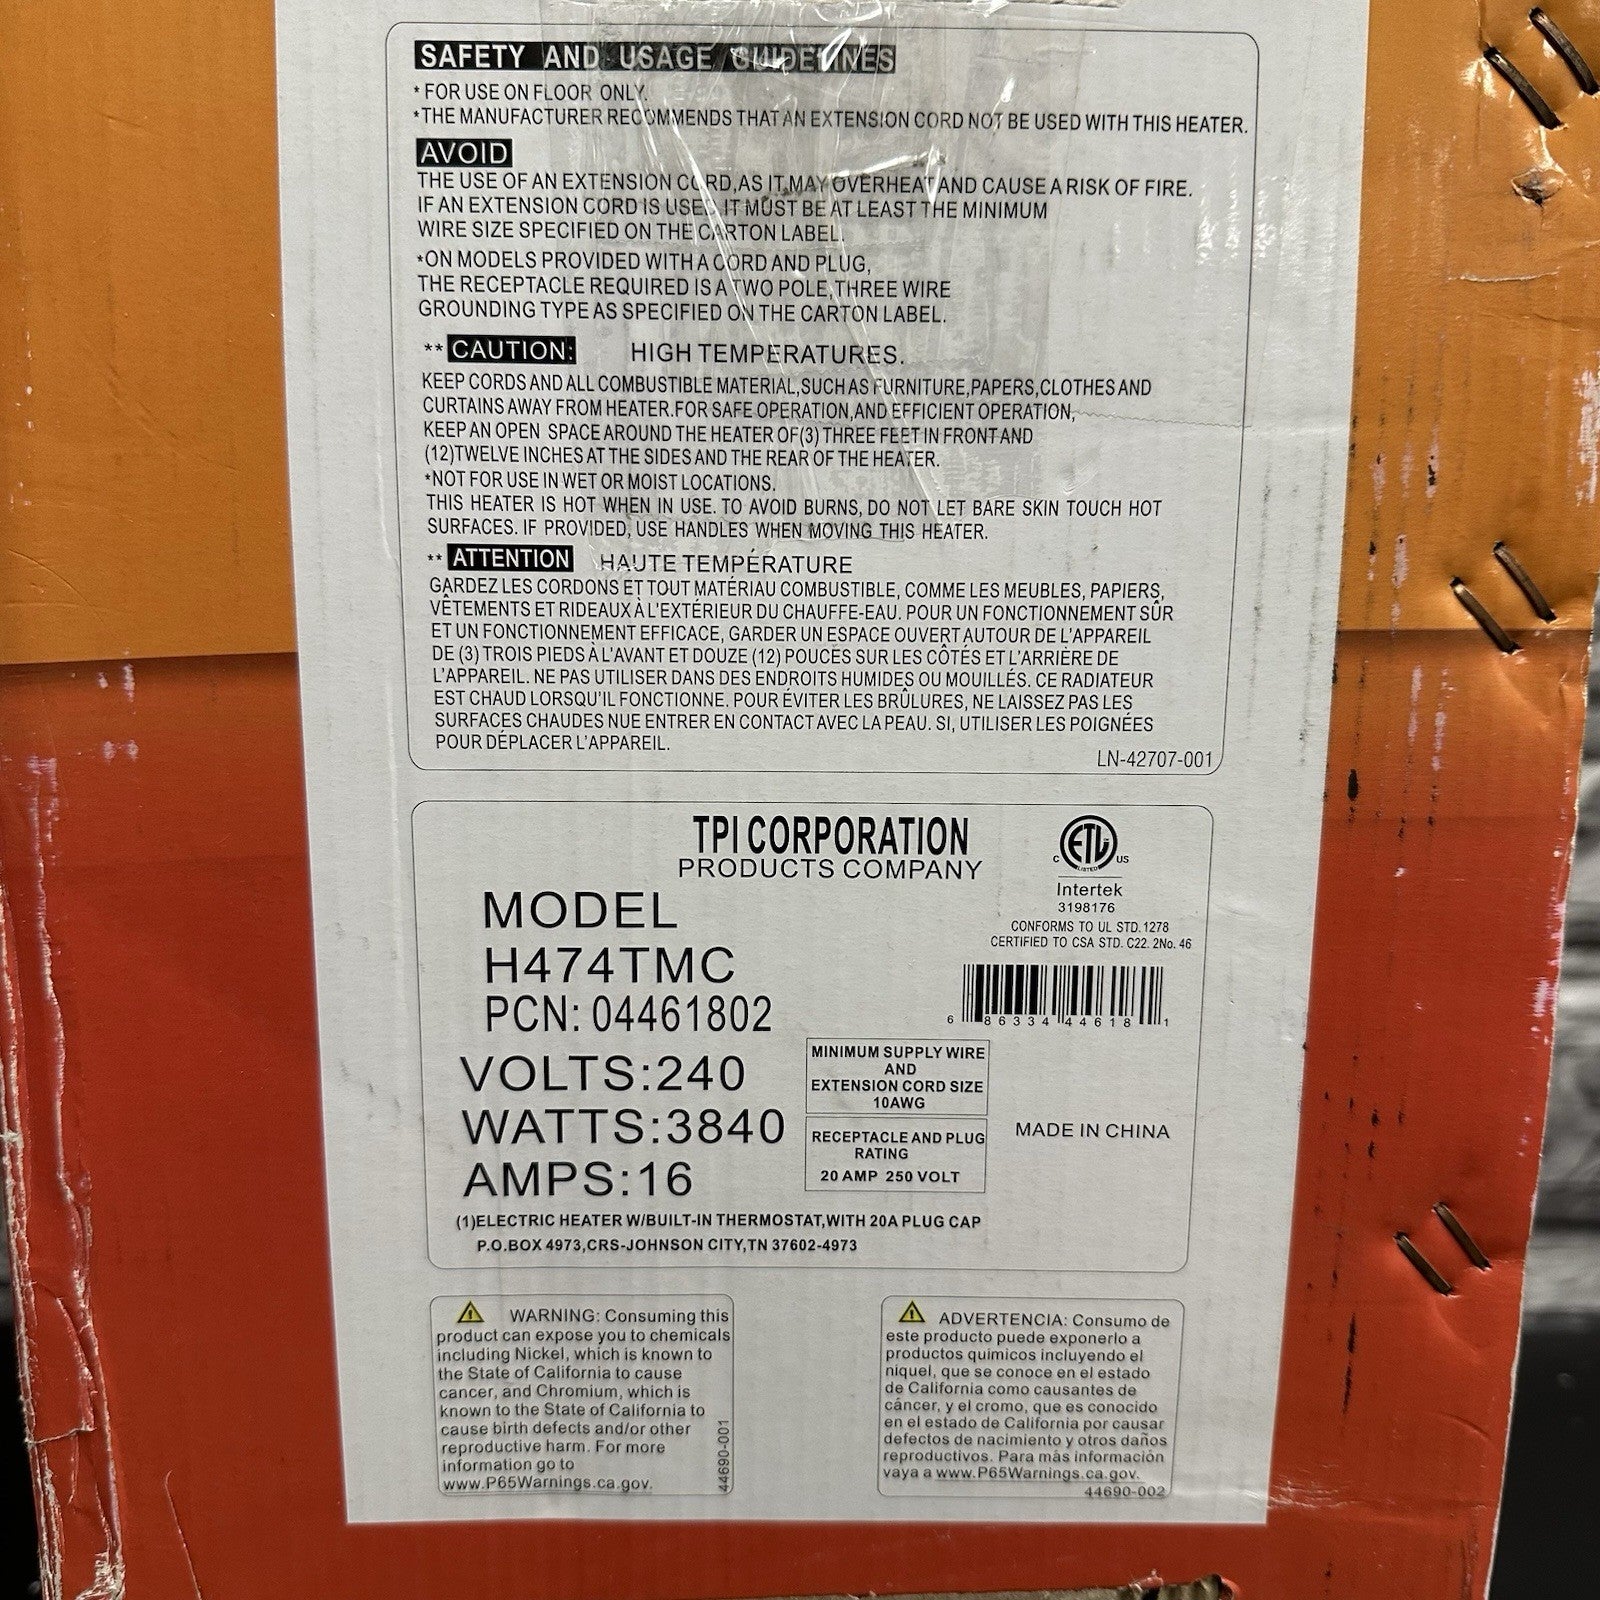 SAFETY AND USAGE GUIDELINES
* FOR USE ON FLOOR ONLY.
*THE MANUFACTURER RECOMMENDS THAT AN EXTENSION CORD NOT BE USED WITH THIS HEATER.
AVOID
THE USE OF AN EXTENSION CORD,AS IT MAY OVERHEAT AND CAUSE A RISK OF FIRE.
IF AN EXTENSION CORD IS USED, IT MUST BE AT LEAST THE MINIMUM
WIRE SIZE SPECIFIED ON THE CARTON LABEL.
*ON MODELS PROVIDED WITH A CORD AND PLUG,
THE RECEPTACLE REQUIRED IS A TWO POLE,THREE WIRE
GROUNDING TYPE AS SPECIFIED ON THE CARTON LABEL.
** CAUTION: HIGH TEMPERATURES.
KEEP CORDS AND ALL COMBUSTIBLE MATERIAL,SUCH AS FURNITURE,PAPERS,CLOTHES AND
CURTAINS AWAY FROM HEATER.FOR SAFE OPERATION,AND EFFICIENT OPERATION,
KEEP AN OPEN SPACE AROUND THE HEATER OF(3) THREE FEET IN FRONT AND
(12)TWELVE INCHES AT THE SIDES AND THE REAR OF THE HEATER.
*NOT FOR USE IN WET OR MOIST LOCATIONS.
THIS HEATER IS HOT WHEN IN USE. TO AVOID BURNS, DO NOT LET BARE SKIN TOUCH HOT
SURFACES. IF PROVIDED, USE HANDLES WHEN MOVING THIS HEATER.
** ATTENTION HAUTE TEMPÉRATURE
GARDEZ LES CORDONS ET TOUT MATÉRIAU COMBUSTIBLE, COMME LES MEUBLES, PAPIERS,
VÊTEMENTS ET RIDEAUX À L'EXTÉRIEUR DU CHAUFFE-EAU. POUR UN FONCTIONNEMENT SÛR
ET UN FONCTIONNEMENT EFFICACE, GARDER UN ESPACE OUVERT AUTOUR DE L'APPAREIL
DE (3) TROIS PIEDS À L'AVANT ET DOUZE (12) POUCES SUR LES CÔTÉS ET L'ARRIÈRE DE
L'APPAREIL. NE PAS UTILISER DANS DES ENDROITS HUMIDES OU MOUILLÉS. CE RADIATEUR
EST CHAUD LORSQU'IL FONCTIONNE. POUR ÉVITER LES BRÛLURES, NE LAISSEZ PAS LES
SURFACES CHAUDES NUE ENTRER EN CONTACT AVEC LA PEAU. SI, UTILISER LES POIGNÉES
POUR DÉPLACER L'APPAREIL.
LN-42707-001
TPI CORPORATION
PRODUCTS COMPANY
C ETL US
LISTED
Intertek
3198176
CONFORMS TO UL STD.1278
CERTIFIED TO CSA STD. C22. 2No. 46
6 86334 44618 1
MODEL
H474TMC
PCN: 04461802
VOLTS:240
WATTS:3840
AMPS:16
MINIMUM SUPPLY WIRE
AND
EXTENSION CORD SIZE
10AWG
RECEPTACLE AND PLUG
RATING
20 AMP 250 VOLT
MADE IN CHINA
(1)ELECTRIC HEATER W/BUILT-IN THERMOSTAT,WITH 20A PLUG CAP
P.O.BOX 4973,CRS-JOHNSON CITY,TN 37602-4973
WARNING: Consuming this
product can expose you to chemicals
including Nickel, which is known to
the State of California to cause
cancer, and Chromium, which is
known to the State of California to
cause birth defects and/or other
reproductive harm. For more
information go to
www.P65Warnings.ca.gov.
44690-001
ADVERTENCIA: Consumo de
este producto puede exponerlo a
productos quimicos incluyendo el
niquel, que se conoce en el estado
de California como causantes de
cáncer, y el cromo, que es conocido
en el estado de California por causar
defectos de nacimiento y otros daños
reproductivos. Para más información
vaya a www.P65Warnings.ca.gov.
44690-002